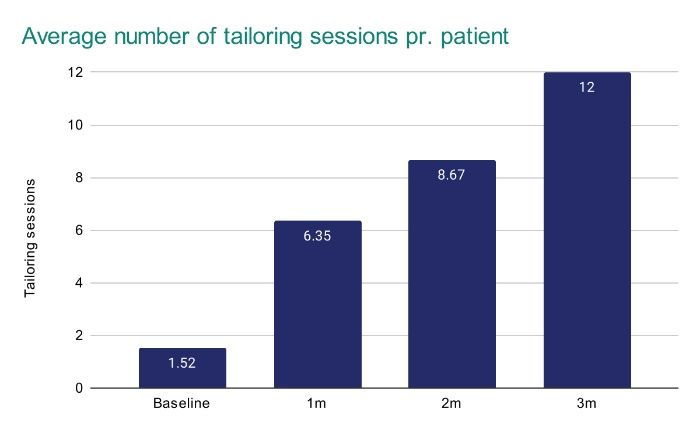 Average number of tailoring sessions pr. patient
Tailoring sessions
12
10
8
6
4
2
0
1.52
6.35
8.67
12
Baseline
1m
2m
3m